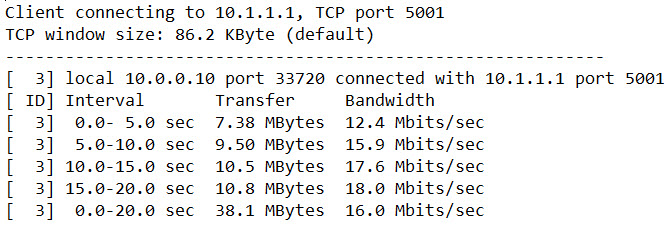 Client connecting to 10.1.1.1, TCP port 5001
TCP window size: 86.2 KByte (default)
------------------------------------------------------------
[  3] local 10.0.0.10 port 33720 connected with 10.1.1.1 port 5001
[ ID] Interval       Transfer     Bandwidth
[  3]  0.0- 5.0 sec  7.38 MBytes  12.4 Mbits/sec
[  3]  5.0-10.0 sec  9.50 MBytes  15.9 Mbits/sec
[  3] 10.0-15.0 sec  10.5 MBytes  17.6 Mbits/sec
[  3] 15.0-20.0 sec  10.8 MBytes  18.0 Mbits/sec
[  3]  0.0-20.0 sec  38.1 MBytes  16.0 Mbits/sec